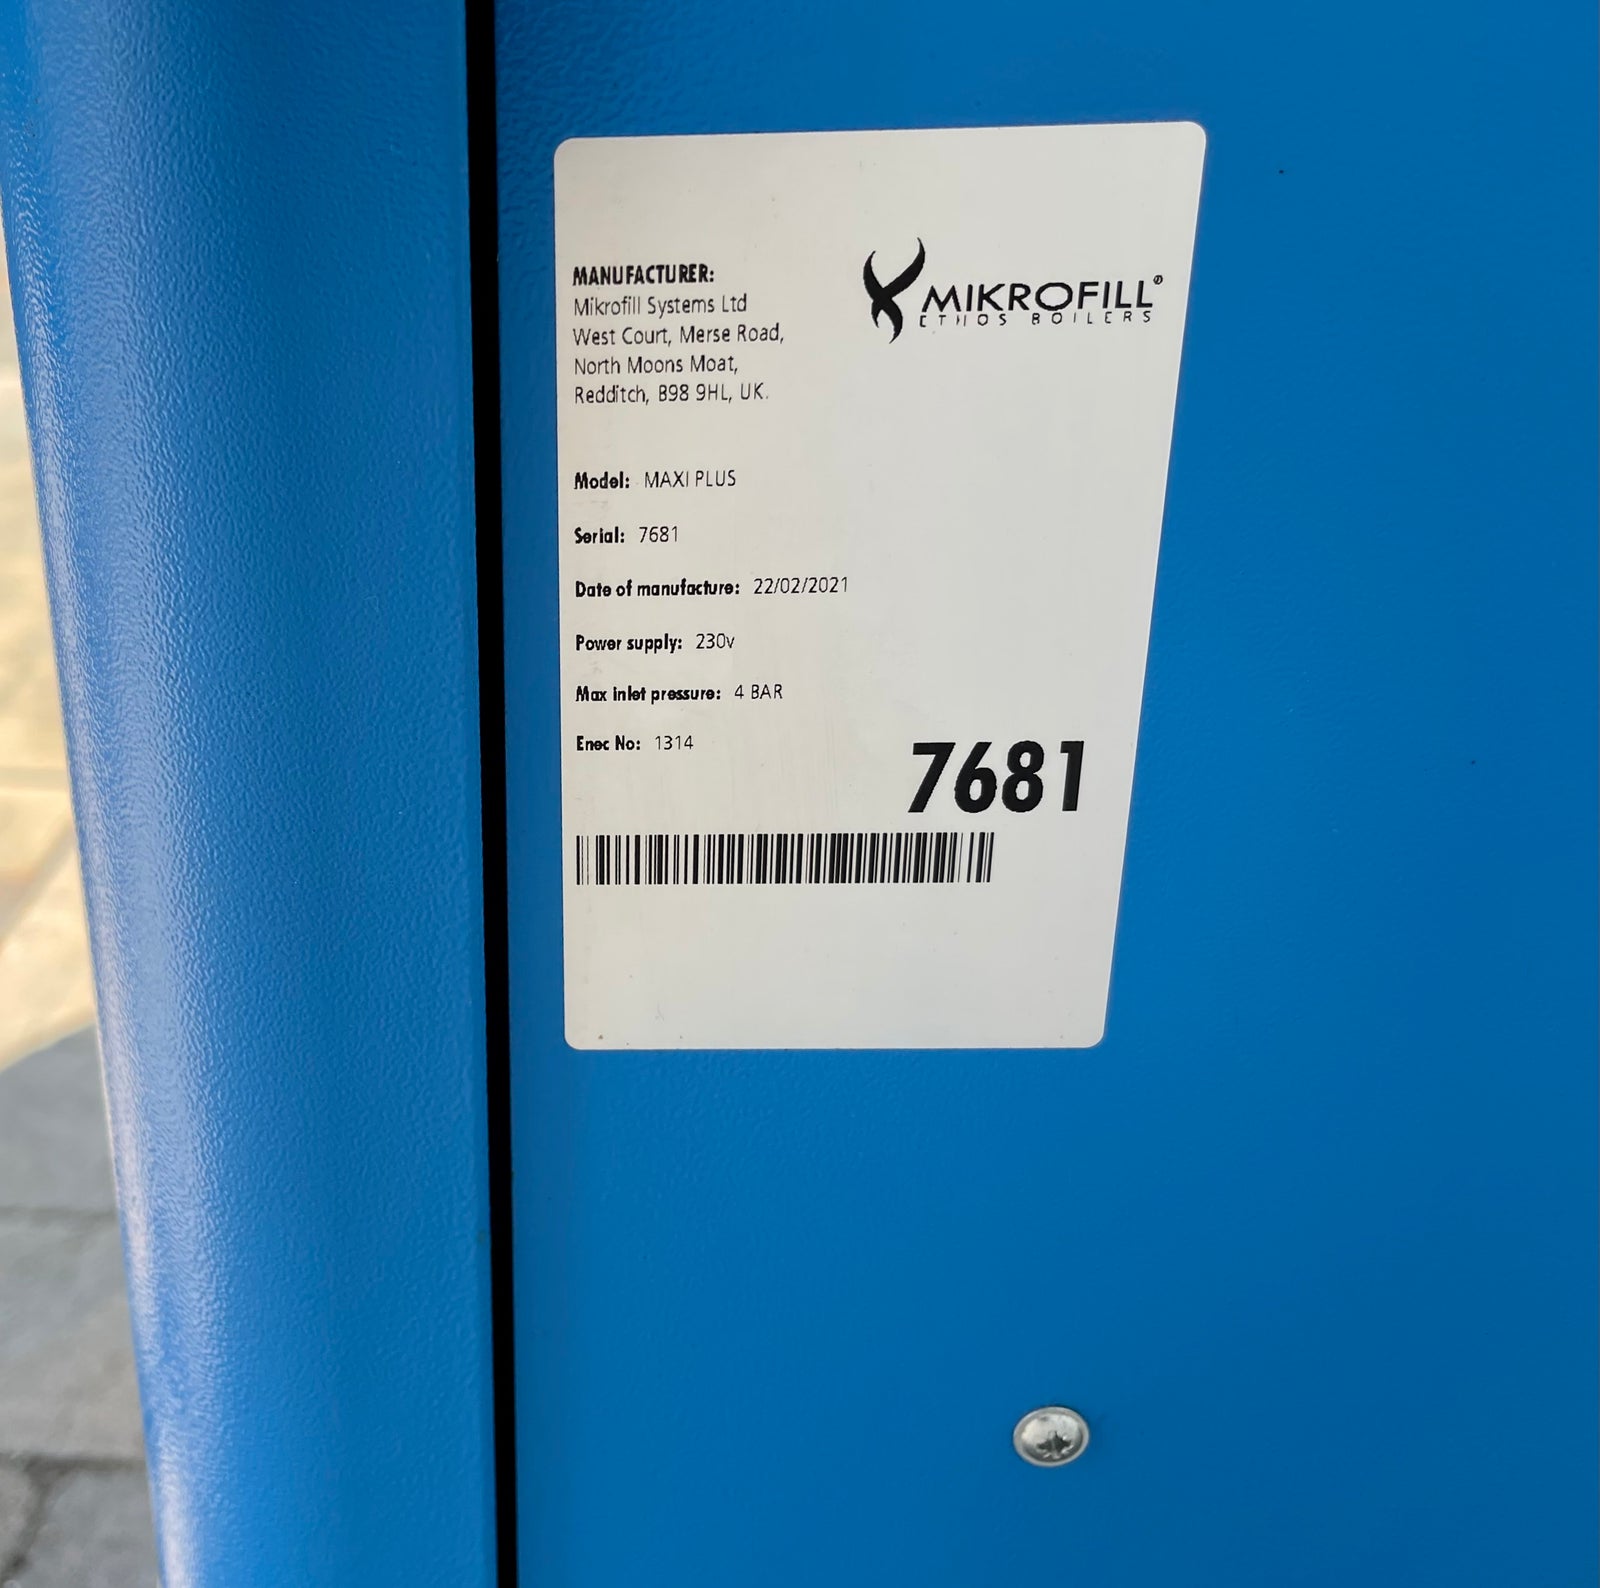 MANUFACTURER:
Mikrofill Systems Ltd
West Court, Merse Road,
North Moons Moat,
Redditch, B98 9HL, UK.
MIKROFILL®
ETHOS BOILERS
Model: MAXI PLUS
Serial: 7681
Date of manufacture: 22/02/2021
Power supply: 230v
Max inlet pressure: 4 BAR
Enec No: 1314
7681